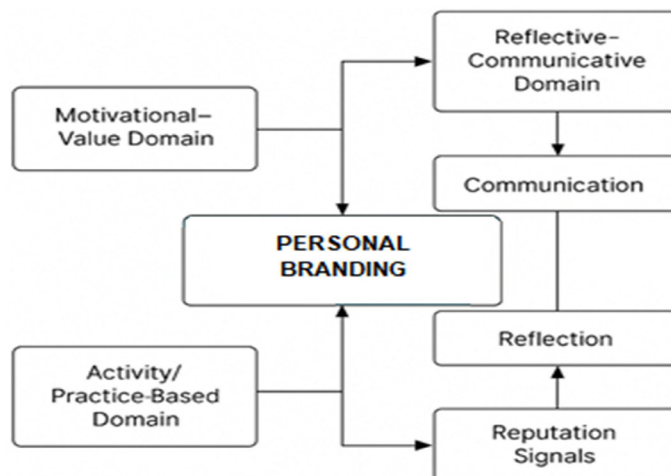 Reflective–
Communicative
Domain
Motivational–
Value Domain
Communication
PERSONAL
BRANDING
Reflection
Activity/
Practice-Based
Domain
Reputation
Signals